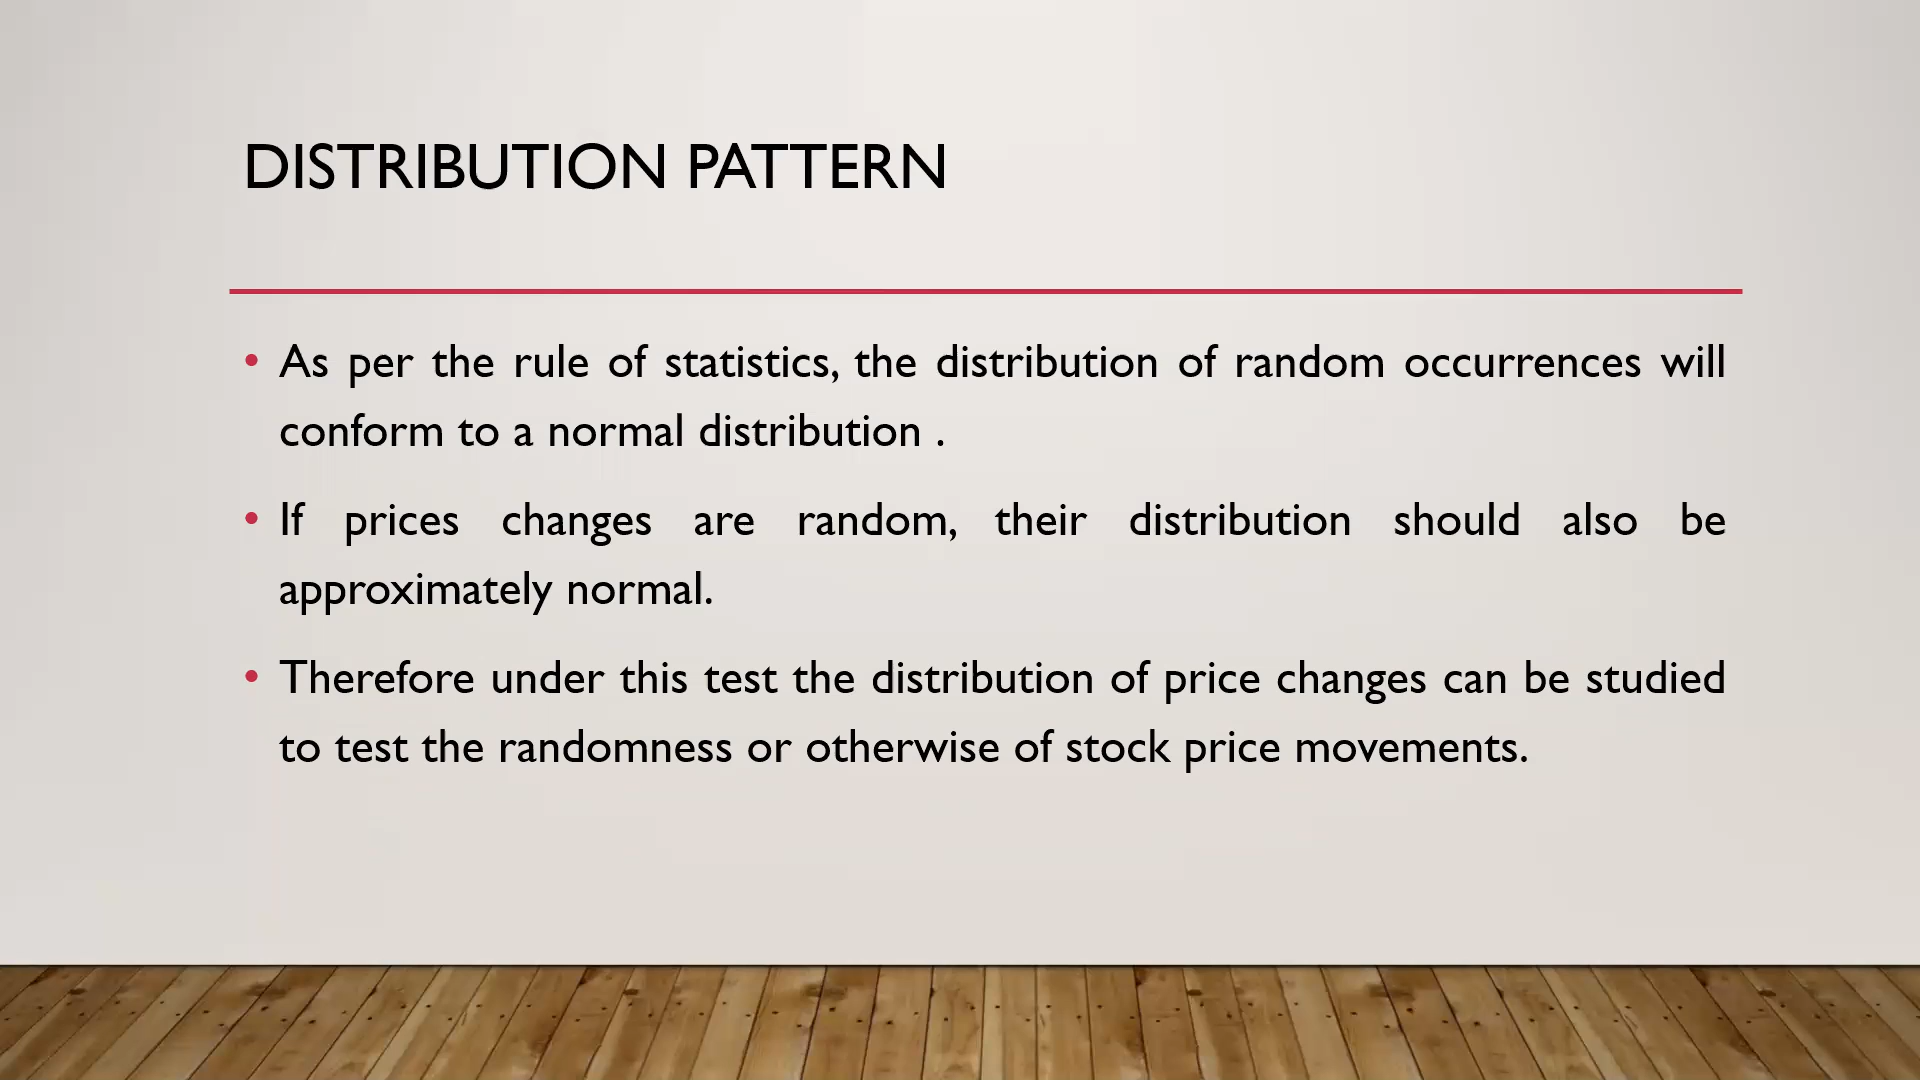 DISTRIBUTION PATTERN
• As per the rule of statistics, the distribution of random occurrences will
conform to a normal distribution .
• If prices changes are random, their distribution should also be
approximately normal.
• Therefore under this test the distribution of price changes can be studied
to test the randomness or otherwise of stock price movements.